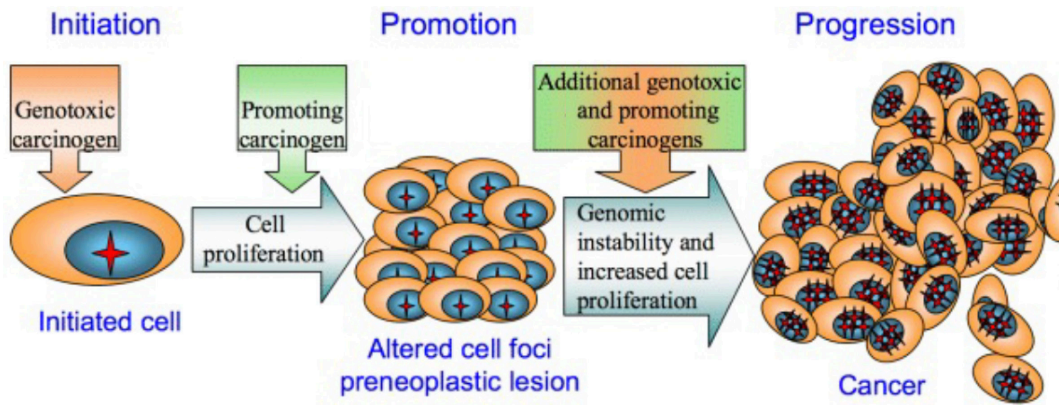 Initiation
Promotion
Progression
Genotoxic
carcinogen
Promoting
carcinogen
Additional genotoxic
and promoting
carcinogens
Cell
proliferation
Genomic
instability and
increased cell
proliferation
Initiated cell
Altered cell foci
preneoplastic lesion
Cancer